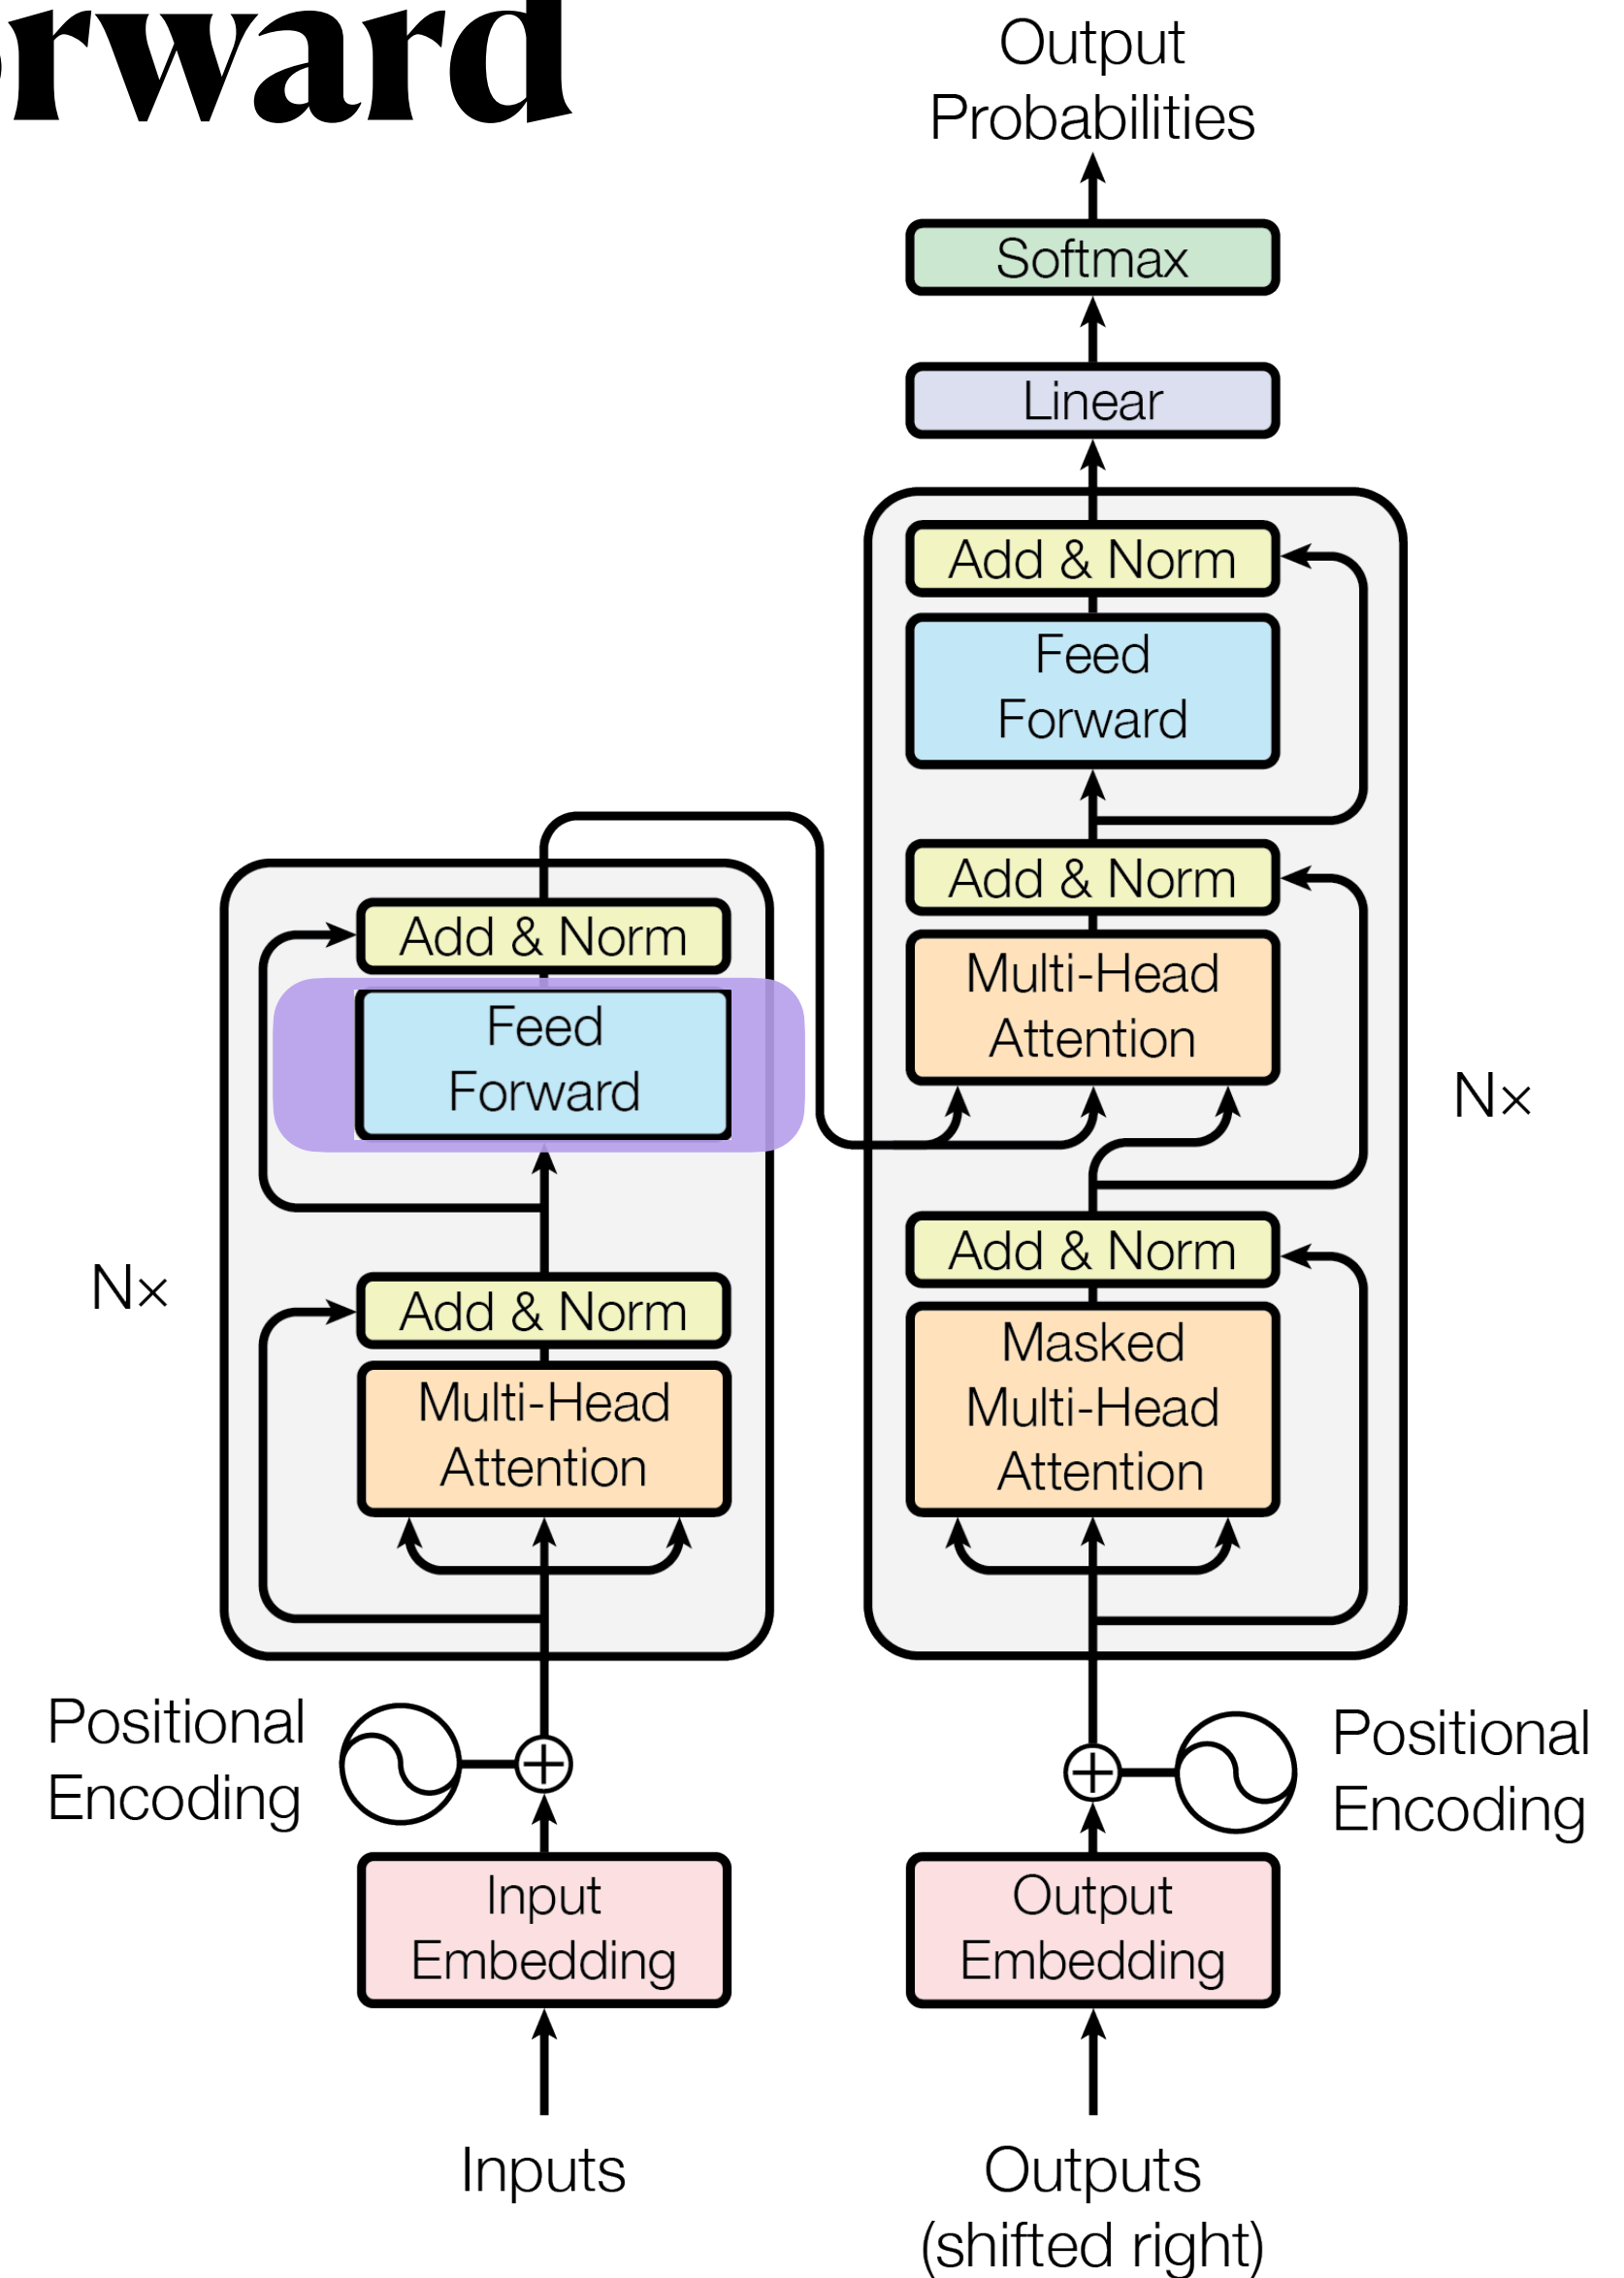 orward
Output
Probabilities
Softmax
Linear
Add & Norm
Feed
Forward
Add & Norm
Multi-Head
Attention
Nx
Add & Norm
Masked
Multi-Head
Attention
Add & Norm
Feed
Forward
Nx
Add & Norm
Multi-Head
Attention
Positional
Encoding
Positional
Encoding
Input
Embedding
Output
Embedding
Inputs
Outputs
(shifted right)